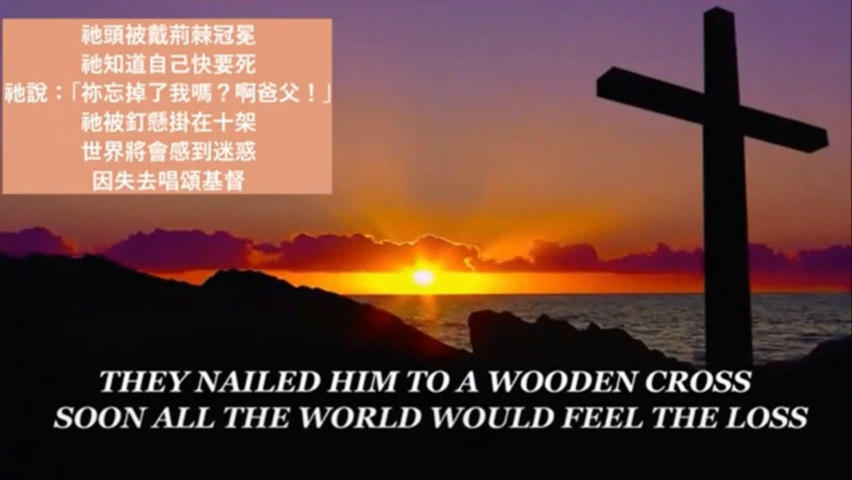 祂頭被戴荊棘冠冕
祂知道自己快要死
祂說：「祢忘掉了我嗎？啊爸父！」
祂被釘懸掛在十架
世界將會感到迷惑
因失去唱頌基督
THEY NAILED HIM TO A WOODEN CROSS
SOON ALL THE WORLD WOULD FEEL THE LOSS